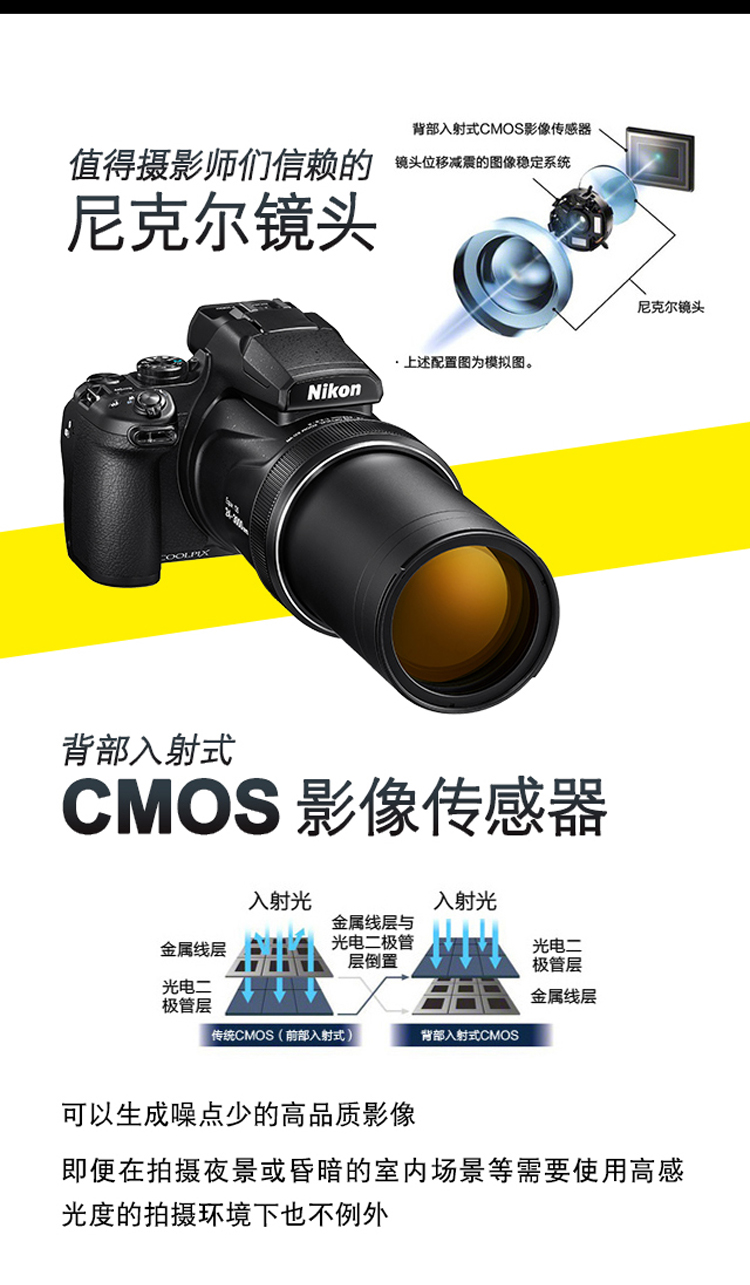 值得摄影师们信赖的
尼克尔镜头
背部入射式CMOS影像传感器
镜头位移减震的图像稳定系统
尼克尔镜头
·上述配置图为模拟图。
Nikon
COOLPIX
背部入射式
CMOS 影像传感器
入射光
金属线层
光电二
极管层
传统CMOS（前部入射式）
金属线层与
光电二极管
层倒置
入射光
光电二
极管层
金属线层
背部入射式CMOS
可以生成噪点少的高品质影像
即便在拍摄夜景或昏暗的室内场景等需要使用高感
光度的拍摄环境下也不例外